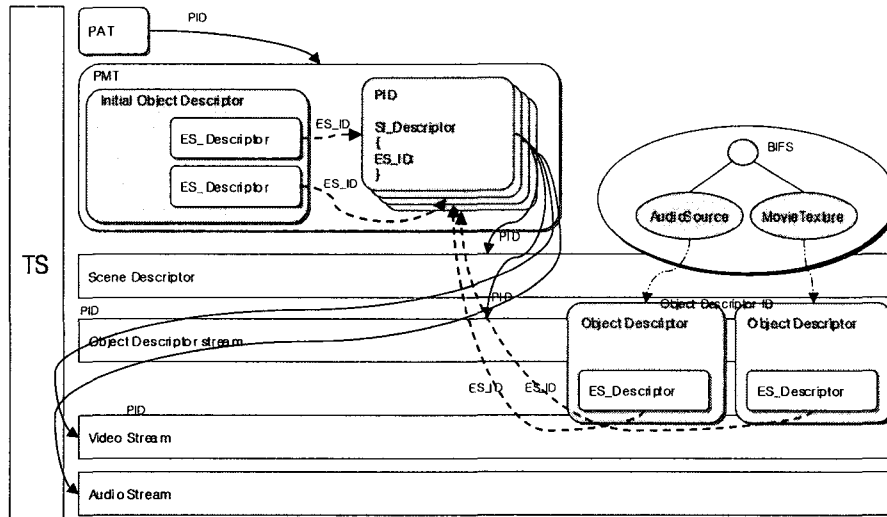 TS
PAT
PID
PMT
Initial Object Descriptor
ES_Descriptor
ES_Descriptor
ES_ID
ES_ID
PID
SI_Descriptor
{
ES_ID:
}
BIFS
AudioSource
MovieTexture
PID
Scene Descriptor
PID
Object Descriptor ID
PID
Object Descriptor stream
Object Descriptor
Object Descriptor
ES_Descriptor
ES_Descriptor
ES_ID
ES_ID
PID
Video Stream
Audio Stream